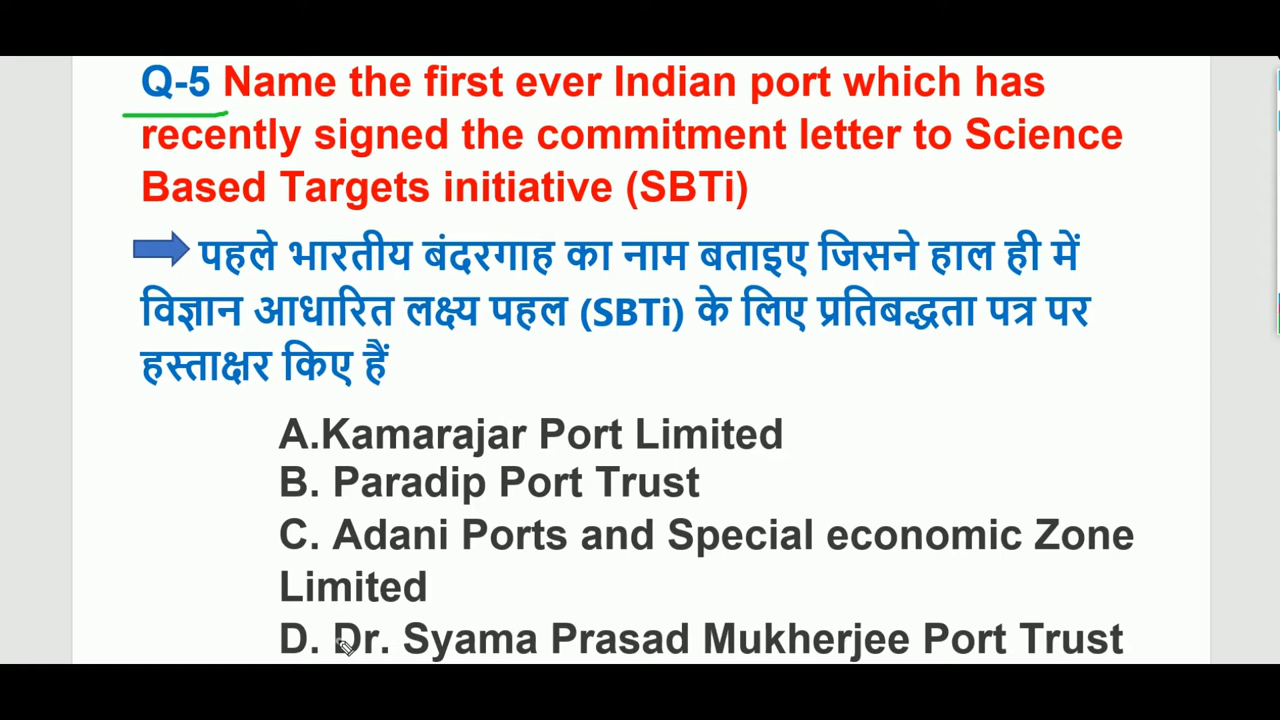 Q-5 Name the first ever Indian port which has
recently signed the commitment letter to Science
Based Targets initiative (SBTi)
पहले भारतीय बंदरगाह का नाम बताइए जिसने हाल ही में
विज्ञान आधारित लक्ष्य पहल (SBTi) के लिए प्रतिबद्धता पत्र पर
हस्ताक्षर किए हैं
A.Kamarajar Port Limited
B. Paradip Port Trust
C. Adani Ports and Special economic Zone
Limited
D. Dr. Syama Prasad Mukherjee Port Trust